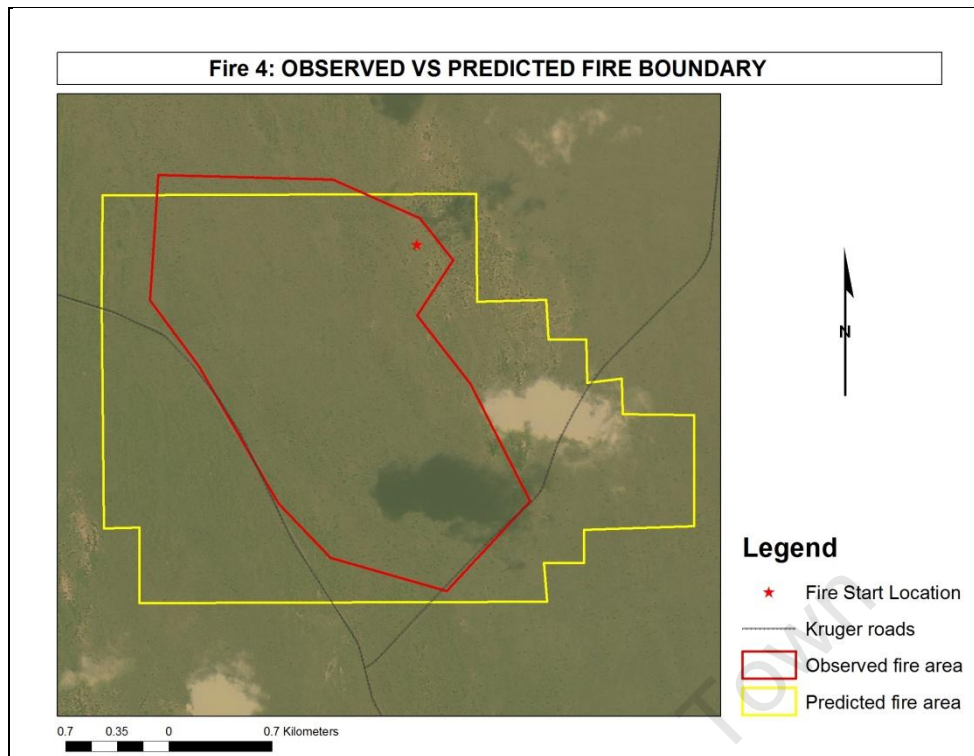 Fire 4: OBSERVED VS PREDICTED FIRE BOUNDARY
N
Legend
Fire Start Location
Kruger roads
Observed fire area
Predicted fire area
0.7 0.35 0 0.7 Kilometers
Town